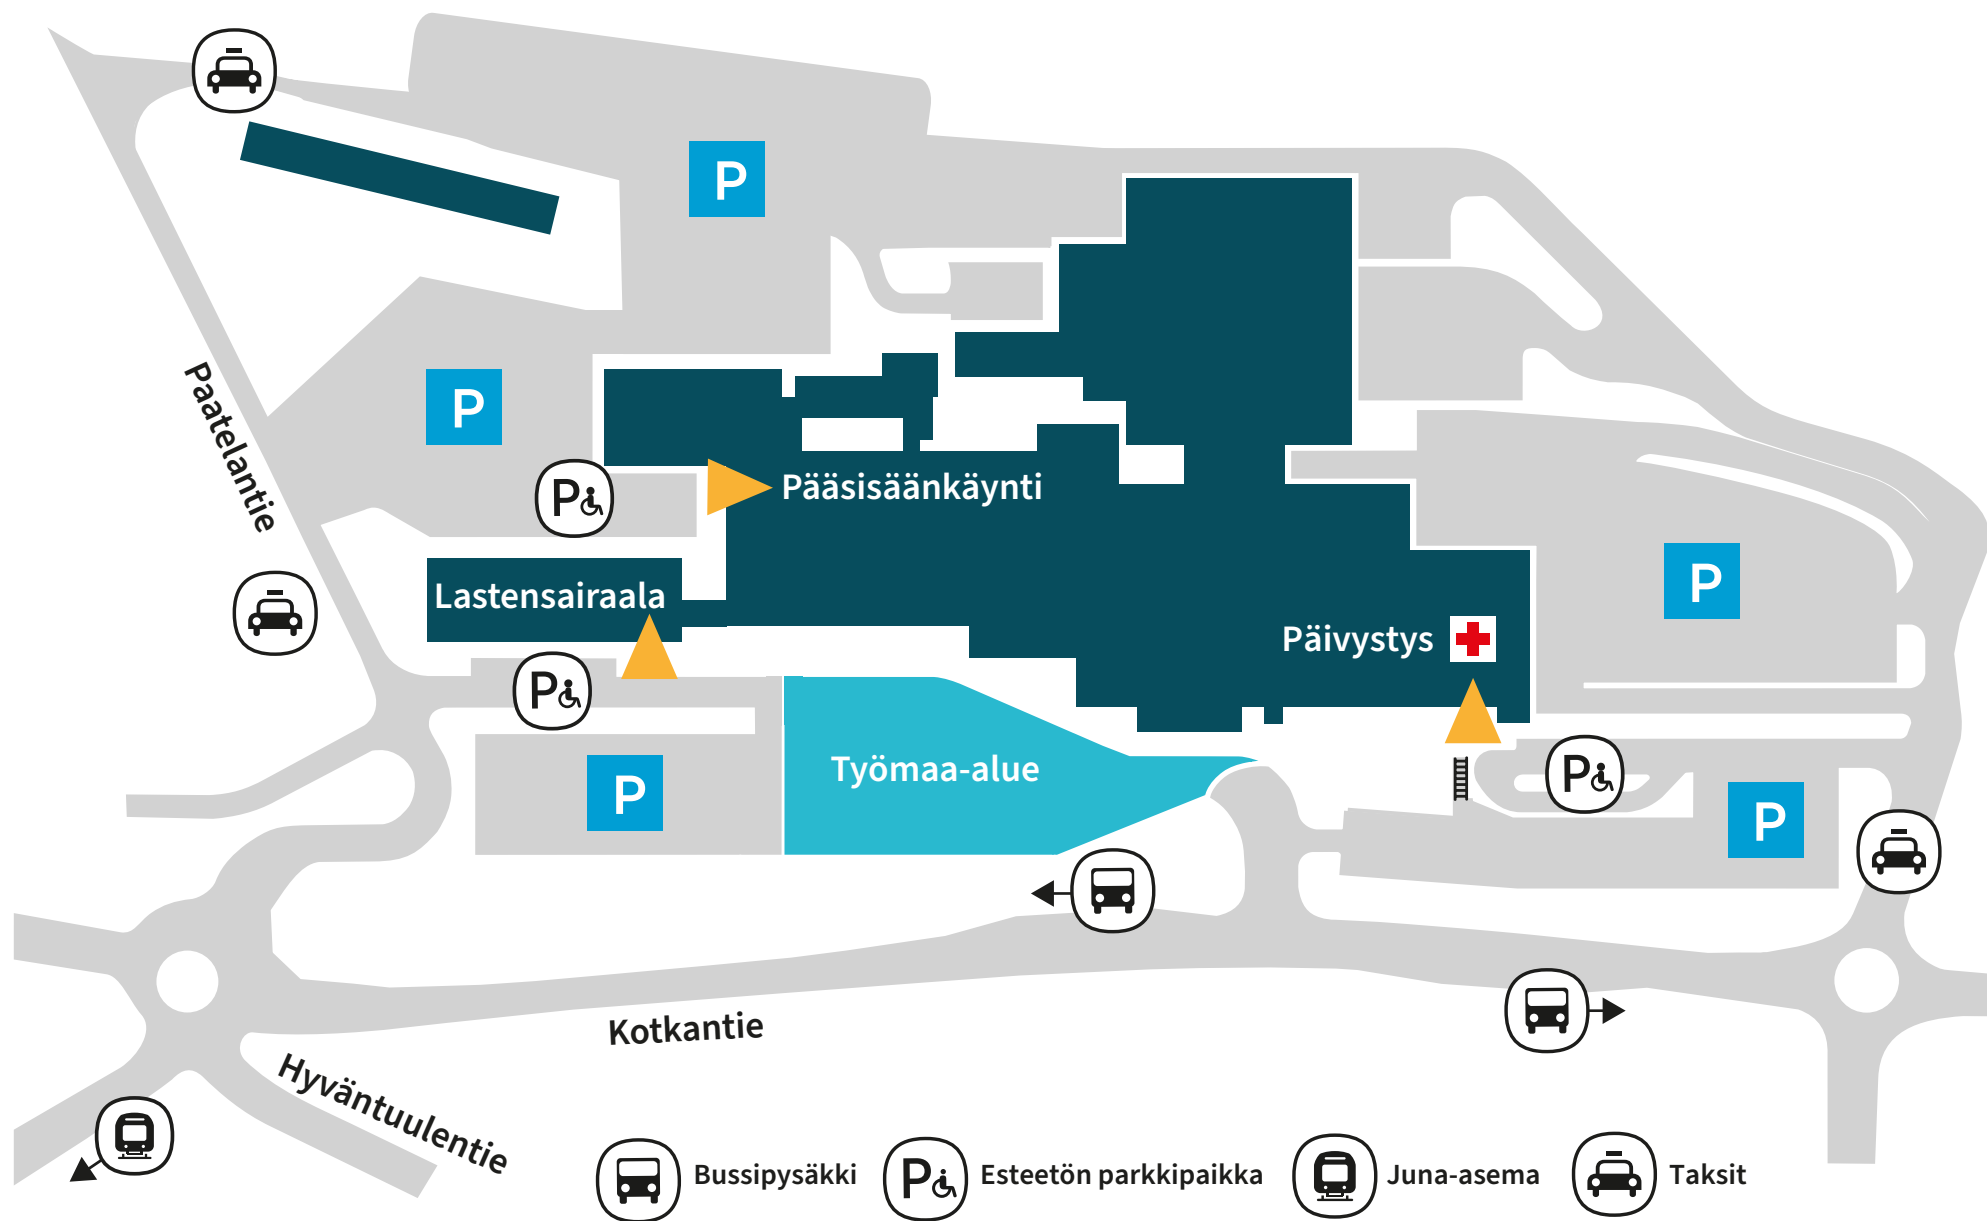 P
P
Paatelantie
P
Pääsisäänkäynti
P
Lastensairaala
Päivystys
P
P
Työmaa-alue
P
P
P
Kotkantie
Hyväntuulentie
Bussipysäkki
P
Esteetön parkkipaikka
Juna-asema
Taksit